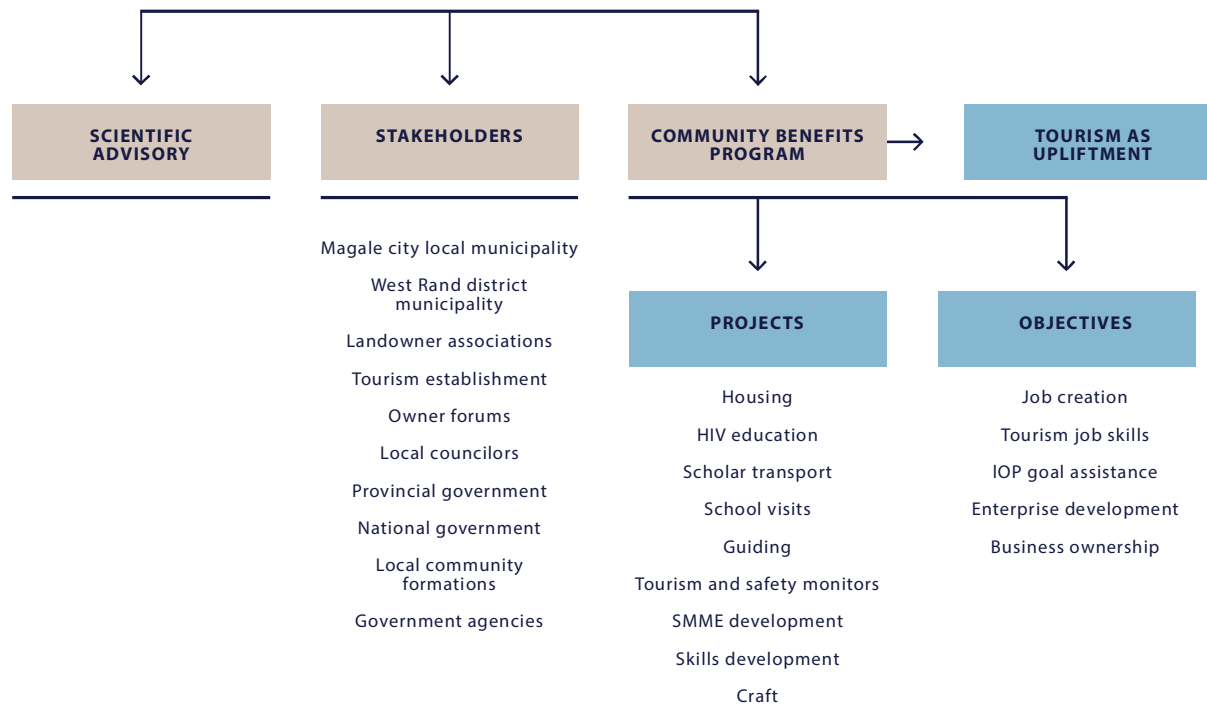 SCIENTIFIC
ADVISORY
STAKEHOLDERS
COMMUNITY BENEFITS
PROGRAM
TOURISM AS
UPLIFTMENT
Magale city local municipality
West Rand district
municipality
Landowner associations
Tourism establishment
Owner forums
Local councilors
Provincial government
National government
Local community
formations
Government agencies
PROJECTS
Housing
HIV education
Scholar transport
School visits
Guiding
Tourism and safety monitors
SMME development
Skills development
Craft
OBJECTIVES
Job creation
Tourism job skills
IOP goal assistance
Enterprise development
Business ownership